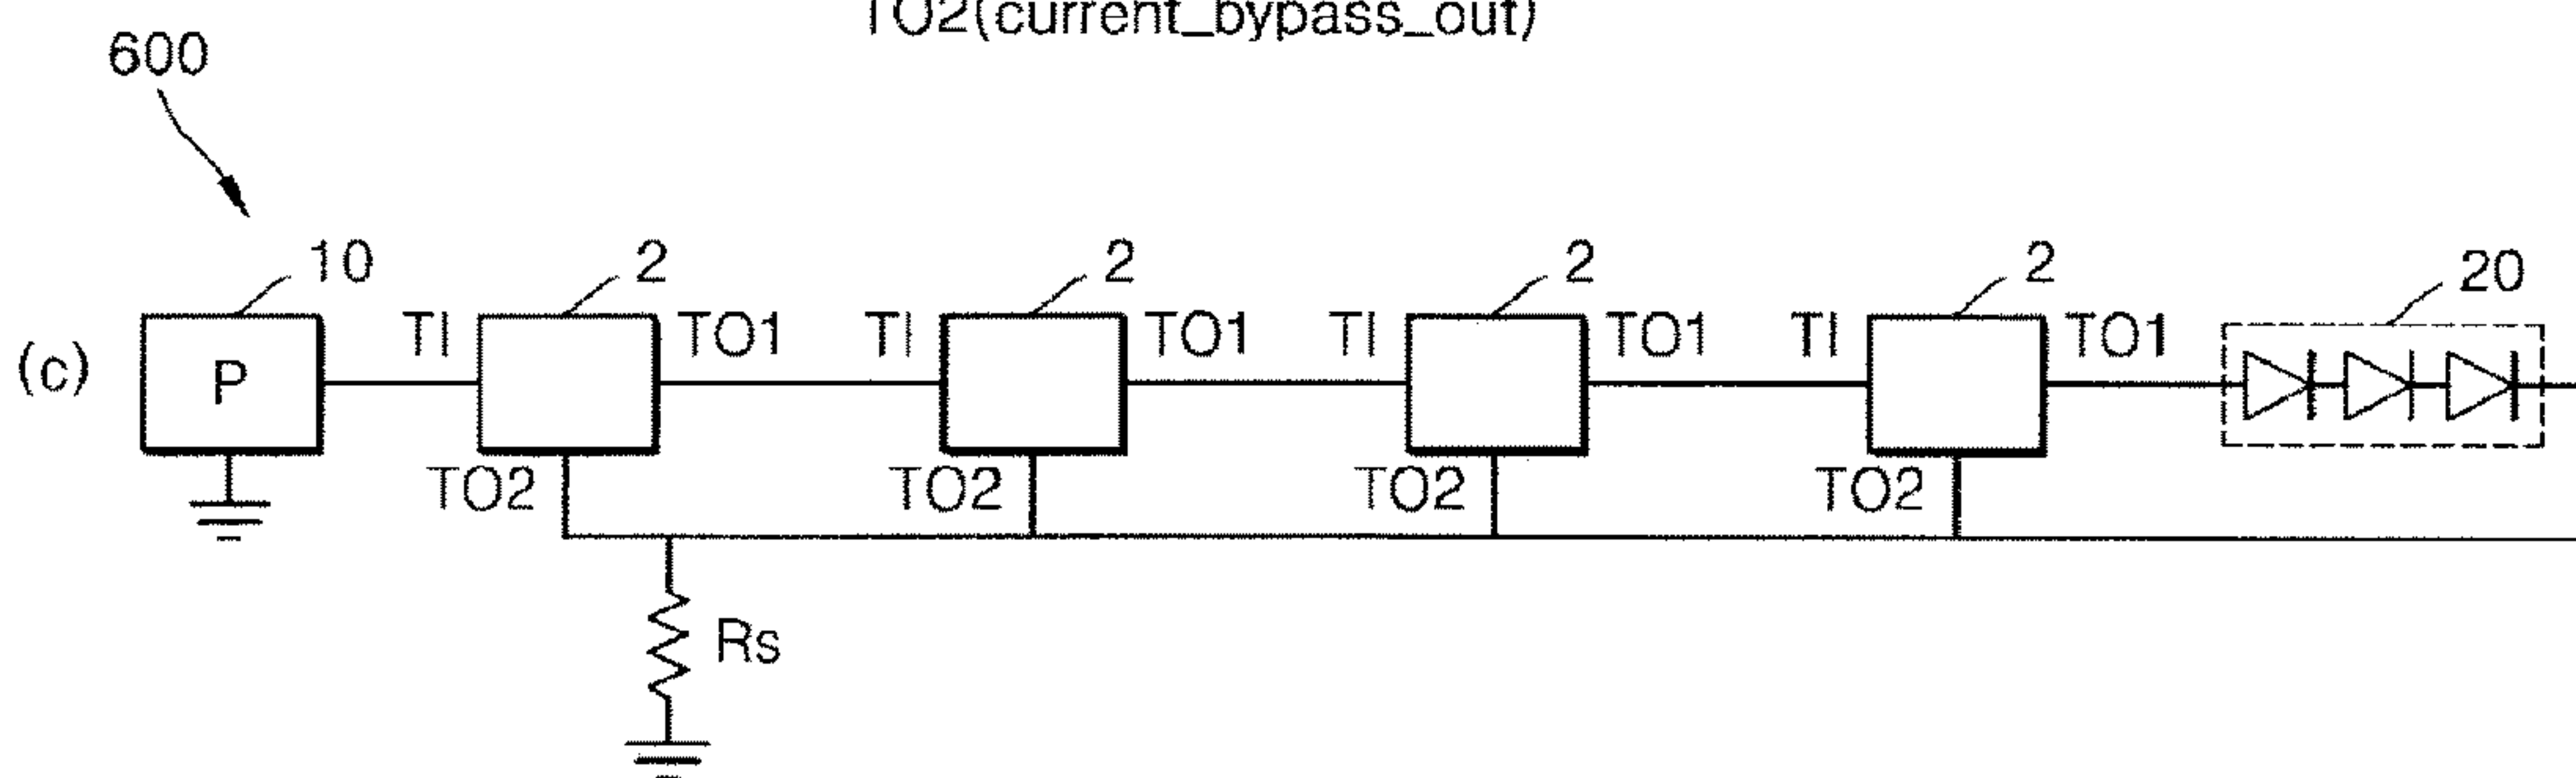 TO2(current_bypass_out)
600
10 2 2 2 2 20
TI TO1 TI TO1 TI TO1 TI TO1
(c) P
TO2 TO2 TO2 TO2
Rs